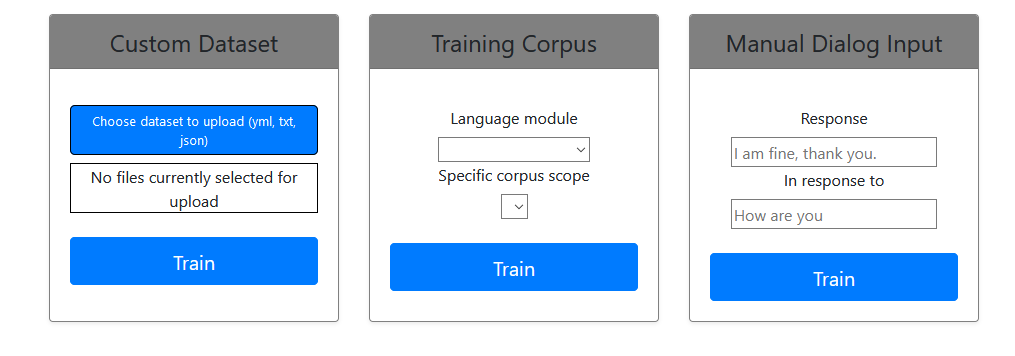 Custom Dataset
Choose dataset to upload (yml, txt,
json)
No files currently selected for
upload
Train
Training Corpus
Language module
Specific corpus scope
Train
Manual Dialog Input
Response
I am fine, thank you.
In response to
How are you
Train